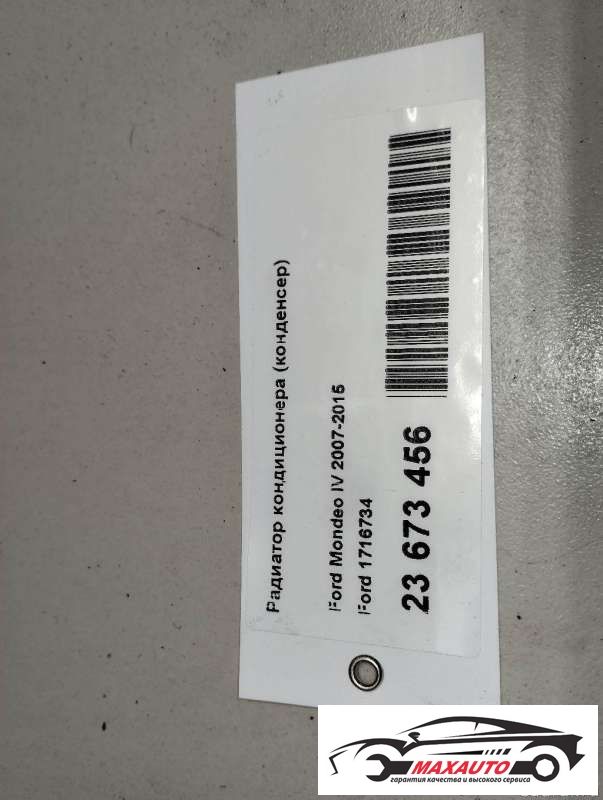 Радиатор кондиционера (конденсер)
Ford Mondeo IV 2007-2015
Ford 1716734
23 673 456
MAXAUTO
гарантия качества и высокого сервиса